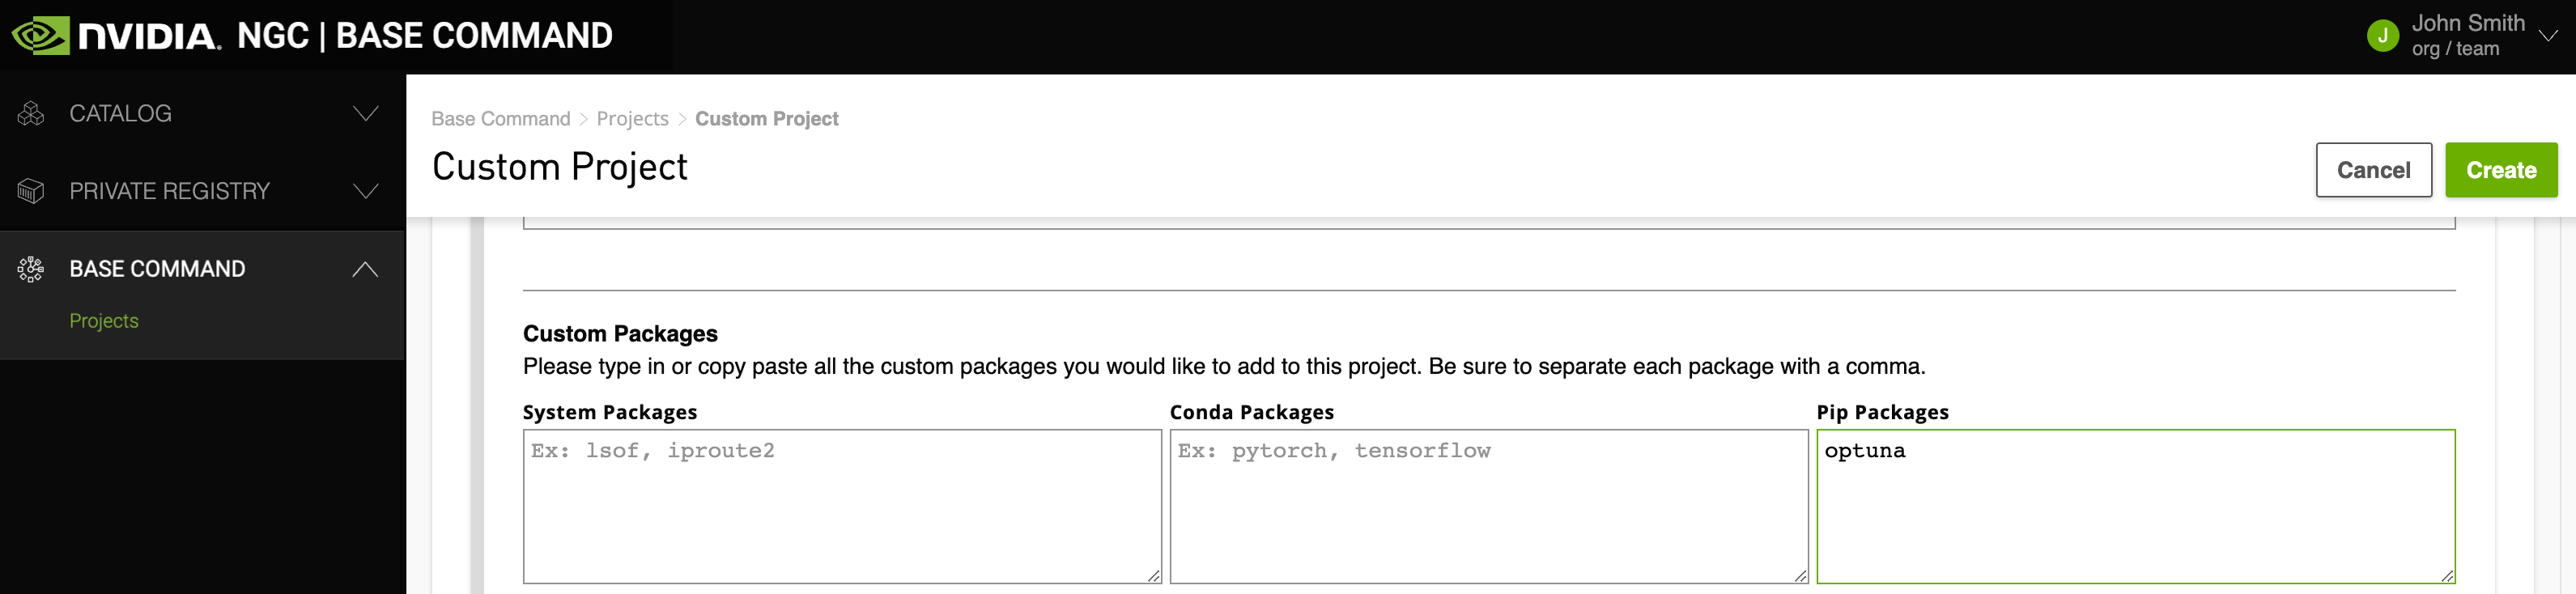 NVIDIA. NGC | BASE COMMAND
J
John Smith
org / team
CATALOG
PRIVATE REGISTRY
BASE COMMAND
Projects
Base Command > Projects > Custom Project
Custom Project
Cancel
Create
Custom Packages
Please type in or copy paste all the custom packages you would like to add to this project. Be sure to separate each package with a comma.
System Packages
Ex: lsof, iproute2
Conda Packages
Ex: pytorch, tensorflow
Pip Packages
optuna